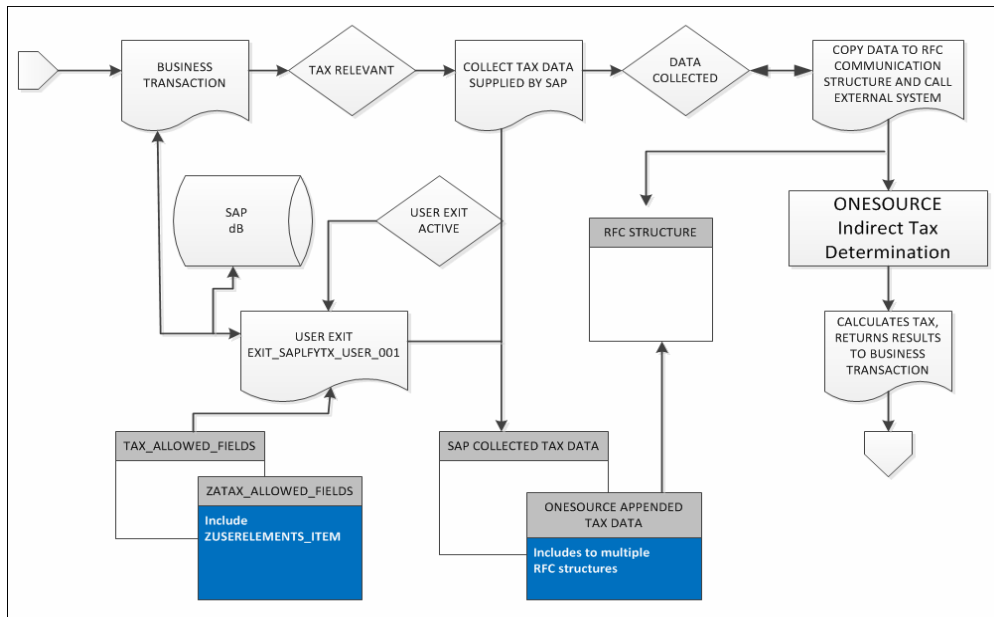 BUSINESS
TRANSACTION
TAX RELEVANT
COLLECT TAX DATA
SUPPLIED BY SAP
DATA
COLLECTED
COPY DATA TO RFC
COMMUNICATION
STRUCTURE AND CALL
EXTERNAL SYSTEM
SAP
dB
USER EXIT
ACTIVE
RFC STRUCTURE
ONESOURCE
Indirect Tax
Determination
USER EXIT
EXIT_SAPLFYTX_USER_001
CALCULATES TAX,
RETURNS RESULTS
TO BUSINESS
TRANSACTION
TAX_ALLOWED_FIELDS
ZATAX_ALLOWED_FIELDS
Include
ZUSERELEMENTS_ITEM
SAP COLLECTED TAX DATA
ONESOURCE APPENDED
TAX DATA
Includes to multiple
RFC structures